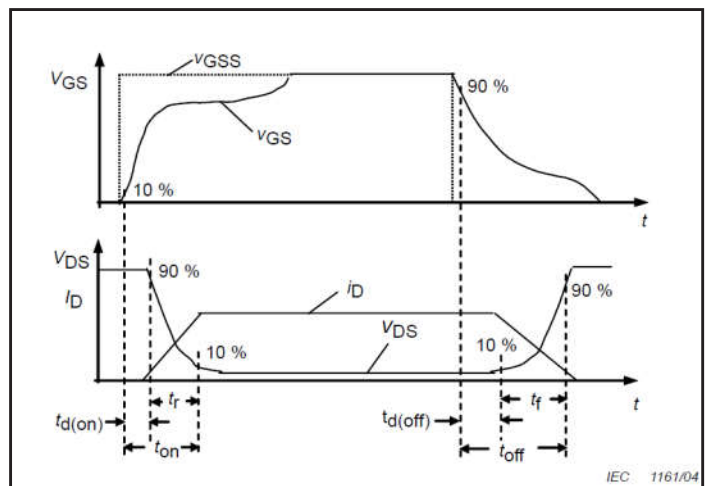 vGSS
VGS
90 %
vGS
10 %
t
VDS
ID
90 %
iD
90 %
VDS
10 %
10 %
tr
tf
t
td(on)
td(off)
ton
toff
IEC 1161/04